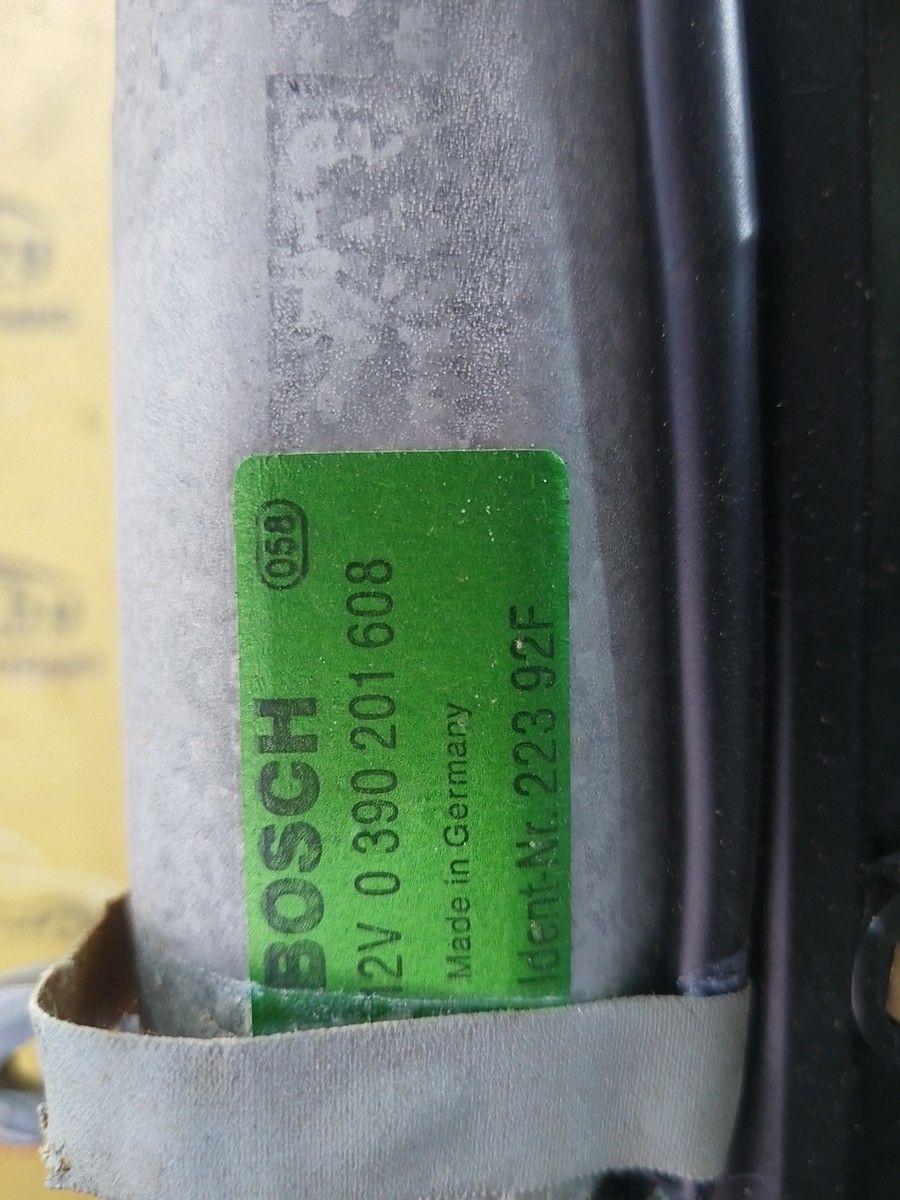 BOSCH
058
12V 0 390 201 608
Made in Germany
Ident-Nr. 223 92F